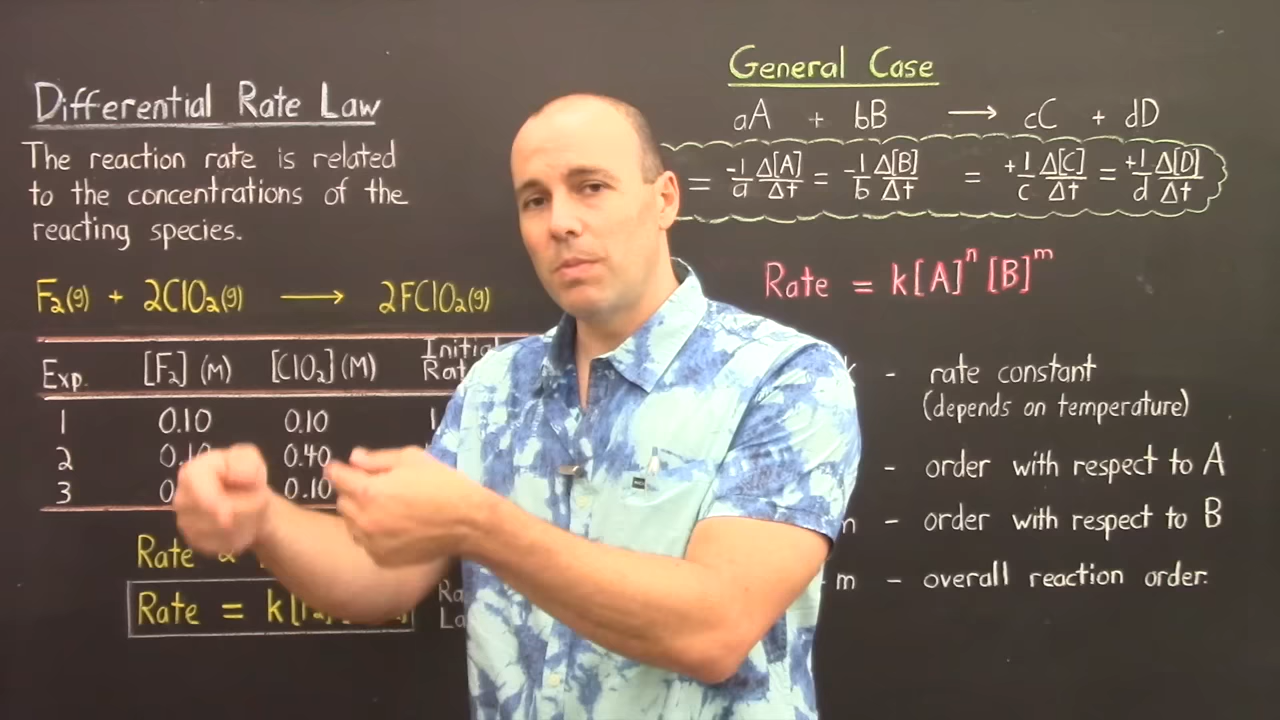 Differential Rate Law
The reaction rate is related
to the concentrations of the
reacting species.
F₂(g) + 2ClO₂(g) ⟶ 2FClO₂(g)
Exp. [F₂] (M) [ClO₂] (M)
1 0.10 0.10
2 0.40
3 0.10
Rate
Rate = k
General Case
aA + bB ⟶ cC + dD
= -1/a Δ[A]/Δt = -1/b Δ[B]/Δt = +1/c Δ[C]/Δt = +1/d Δ[D]/Δt
Rate = k[A]ⁿ [B]ᵐ
- rate constant
(depends on temperature)
- order with respect to A
m - order with respect to B
m - overall reaction order.